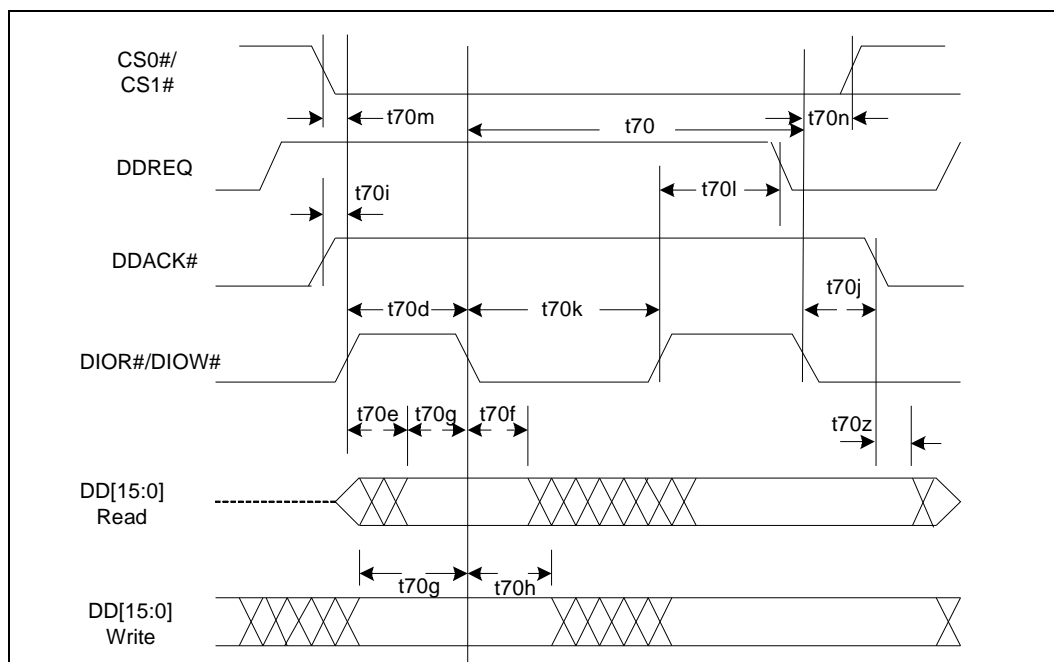 CS0#/
CS1#
t70m
t70
t70n
DDREQ
t70i
t70l
DDACK#
t70j
t70d
t70k
DIOR#/DIOW#
t70e
t70g
t70f
t70z
DD[15:0]
Read
t70g
t70h
DD[15:0]
Write